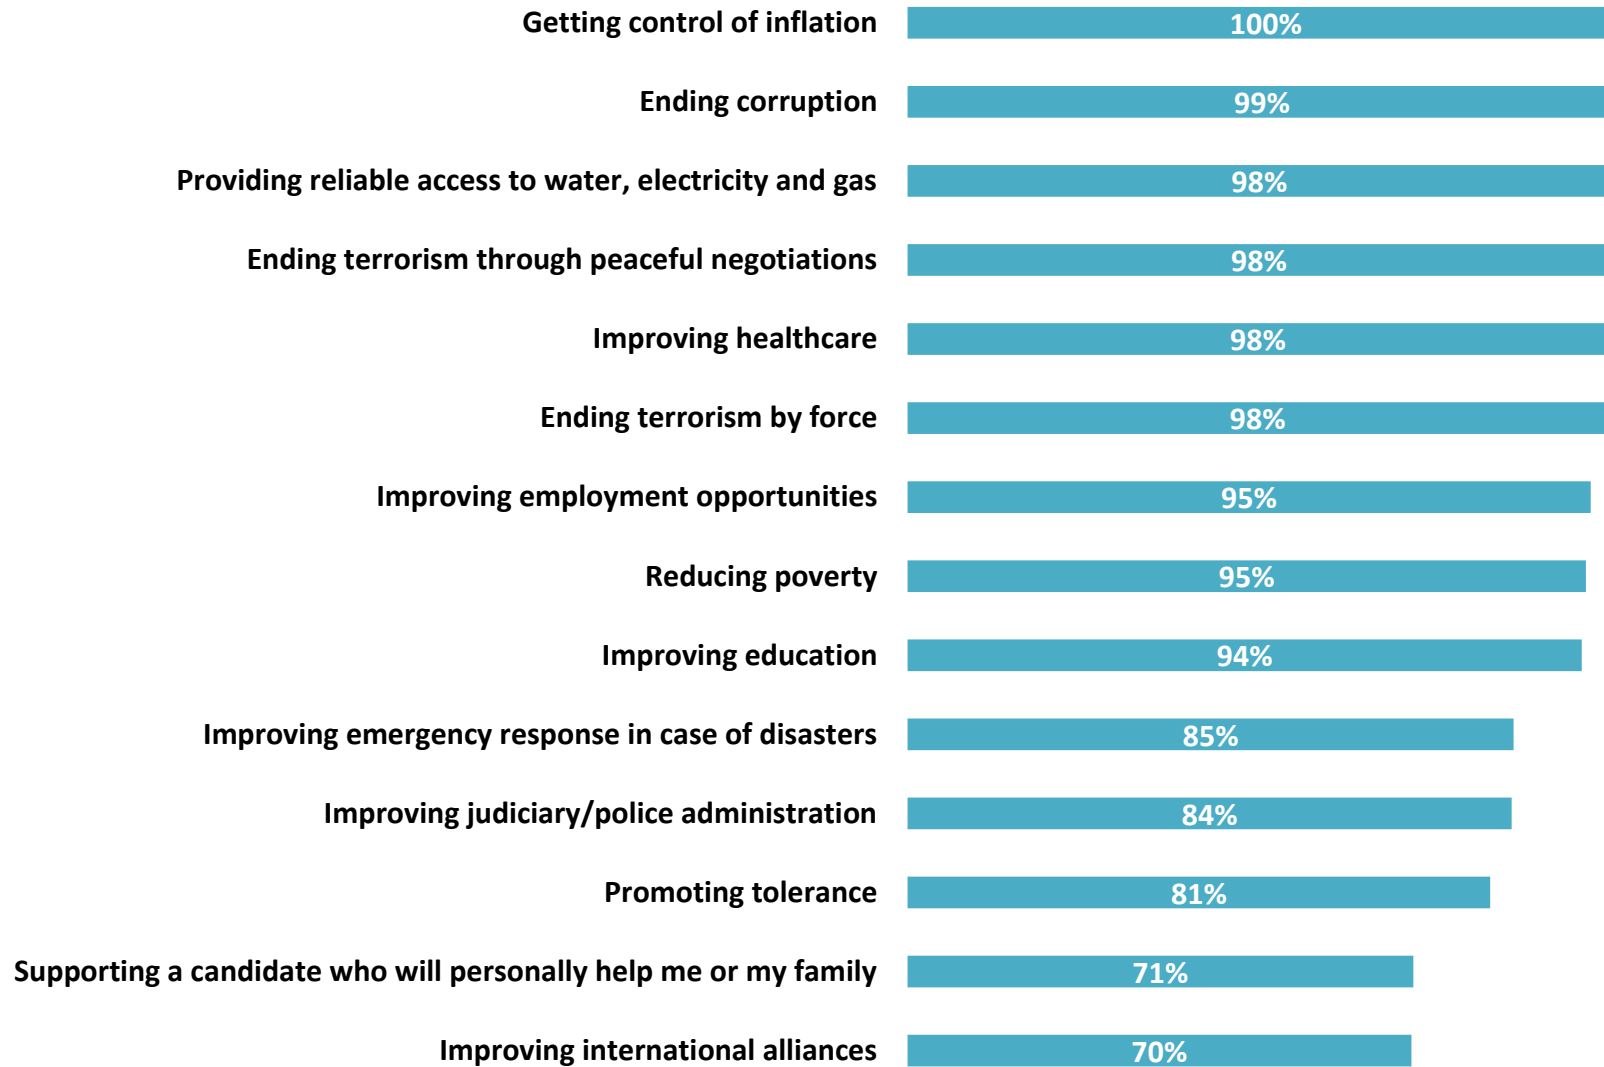 Getting control of inflation 100%
Ending corruption 99%
Providing reliable access to water, electricity and gas 98%
Ending terrorism through peaceful negotiations 98%
Improving healthcare 98%
Ending terrorism by force 98%
Improving employment opportunities 95%
Reducing poverty 95%
Improving education 94%
Improving emergency response in case of disasters 85%
Improving judiciary/police administration 84%
Promoting tolerance 81%
Supporting a candidate who will personally help me or my family 71%
Improving international alliances 70%